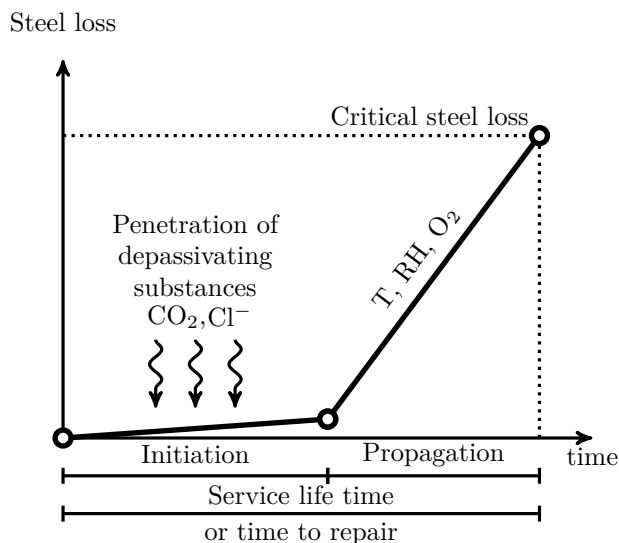 Steel loss
Critical steel loss
Penetration of
depassivating
substances
CO₂,Cl⁻
T, RH, O₂
Initiation
Propagation
time
Service life time
or time to repair